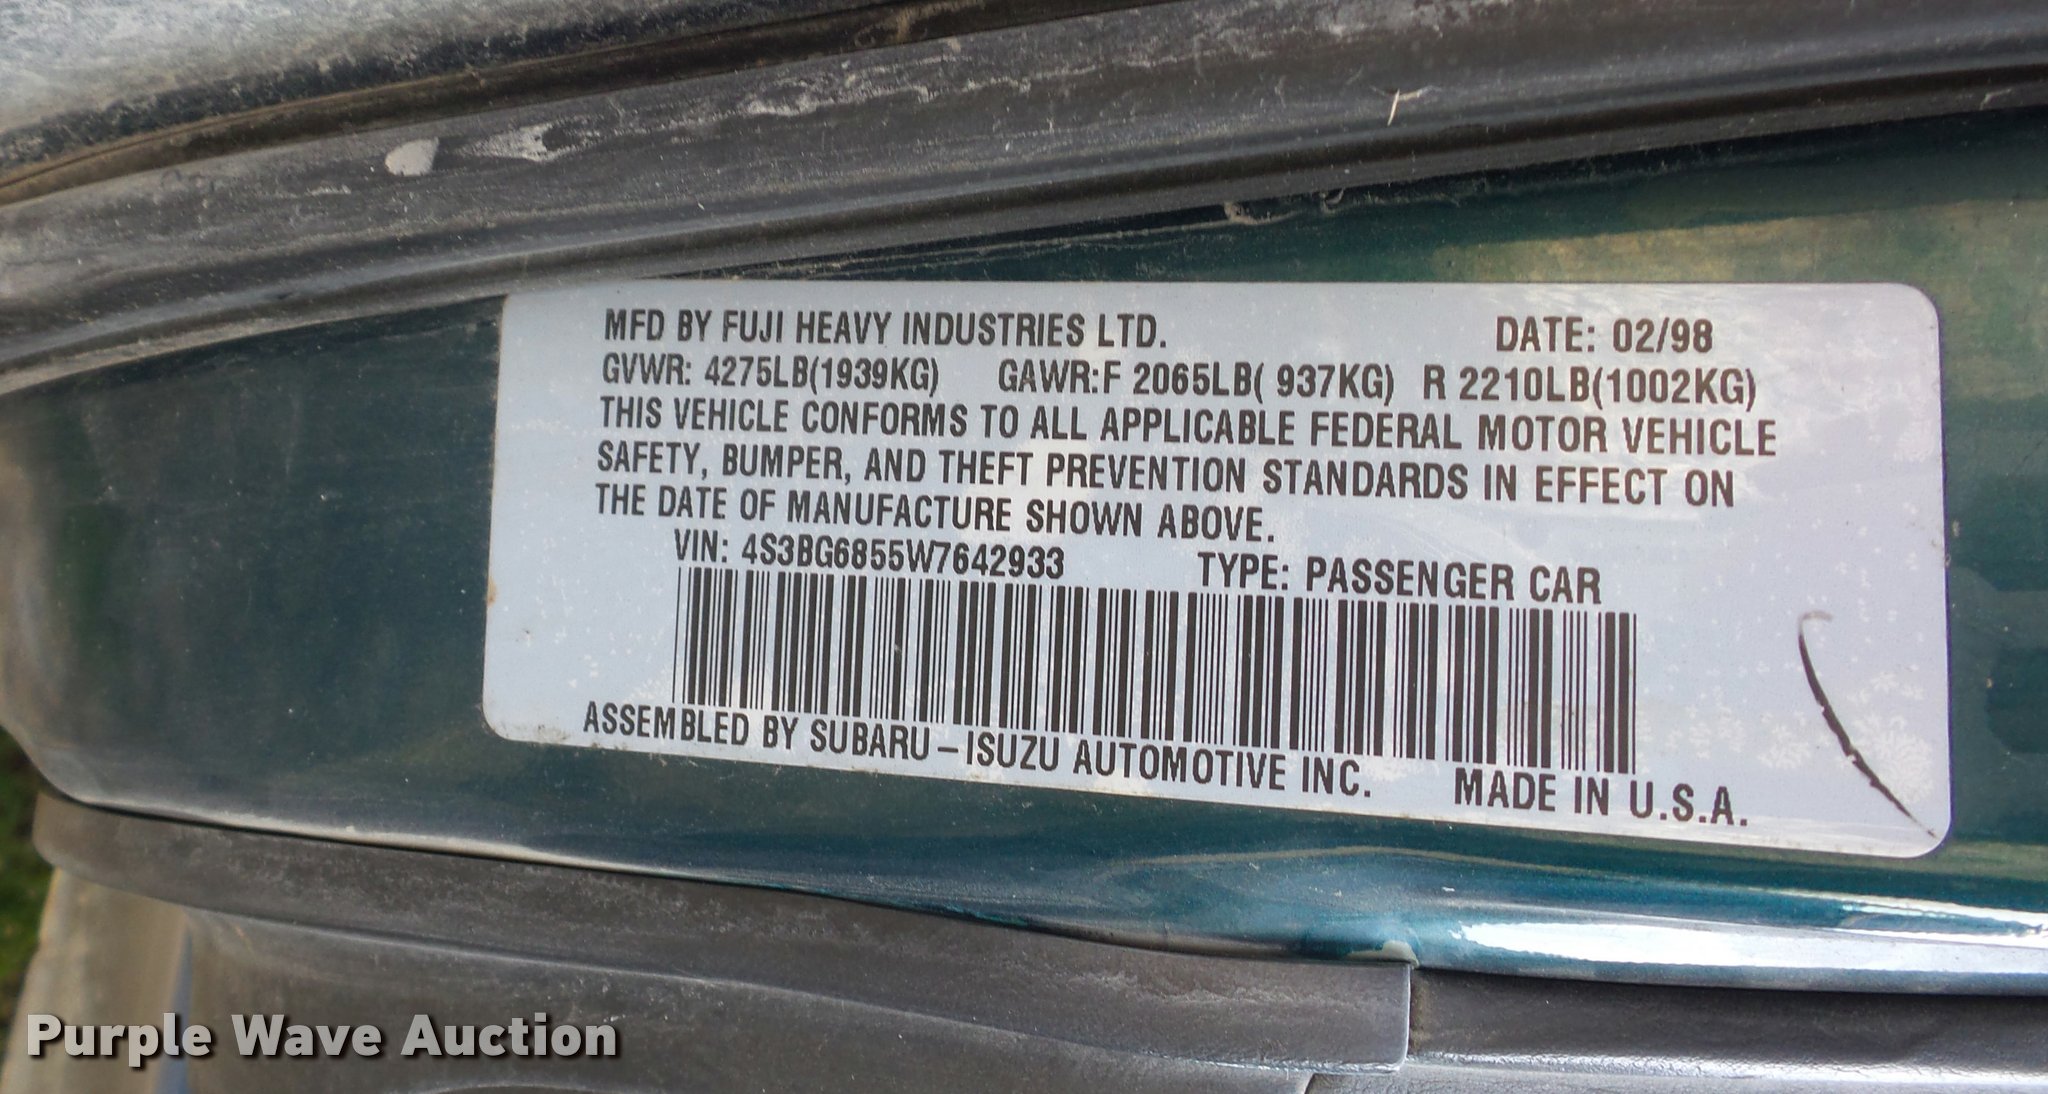 MFD BY FUJI HEAVY INDUSTRIES LTD. DATE: 02/98
GVWR: 4275LB(1939KG) GAWR:F 2065LB( 937KG) R 2210LB(1002KG)
THIS VEHICLE CONFORMS TO ALL APPLICABLE FEDERAL MOTOR VEHICLE
SAFETY, BUMPER, AND THEFT PREVENTION STANDARDS IN EFFECT ON
THE DATE OF MANUFACTURE SHOWN ABOVE.
VIN: 4S3BG6855W7642933 TYPE: PASSENGER CAR
ASSEMBLED BY SUBARU-ISUZU AUTOMOTIVE INC. MADE IN U.S.A.
Purple Wave Auction